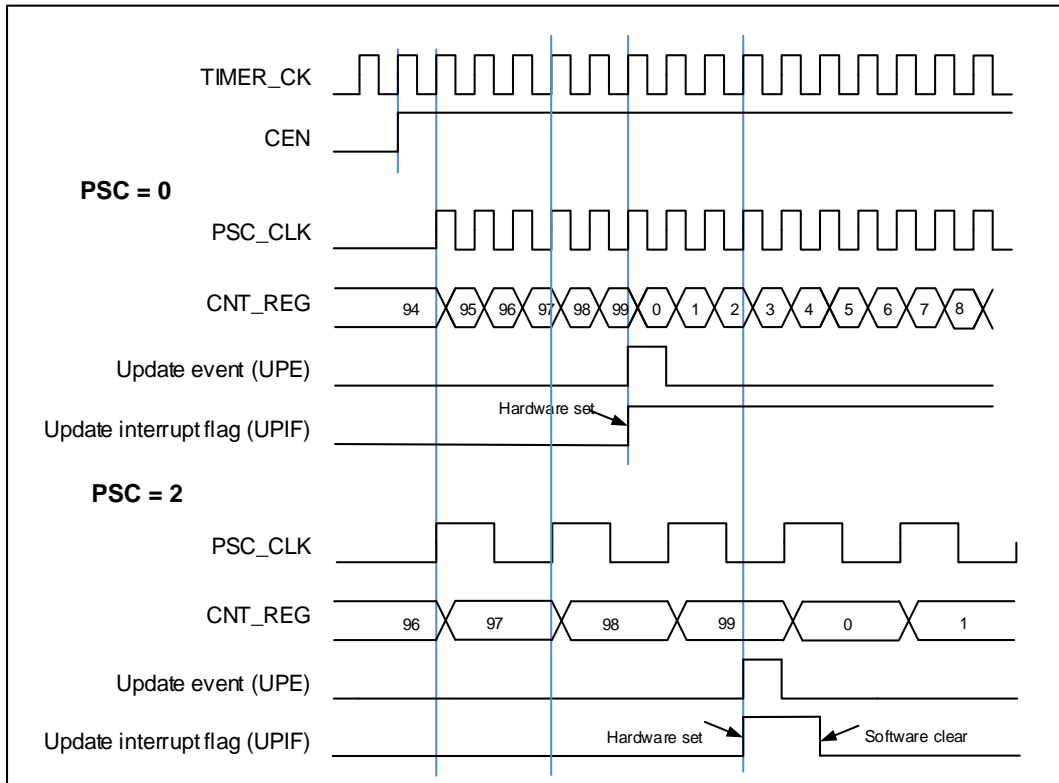 TIMER_CK
CEN
PSC = 0
PSC_CLK
CNT_REG 94 95 96 97 98 99 0 1 2 3 4 5 6 7 8
Update event (UPE)
Hardware set
Update interrupt flag (UPIF)
PSC = 2
PSC_CLK
CNT_REG 96 97 98 99 0 1
Update event (UPE)
Update interrupt flag (UPIF) Hardware set Software clear